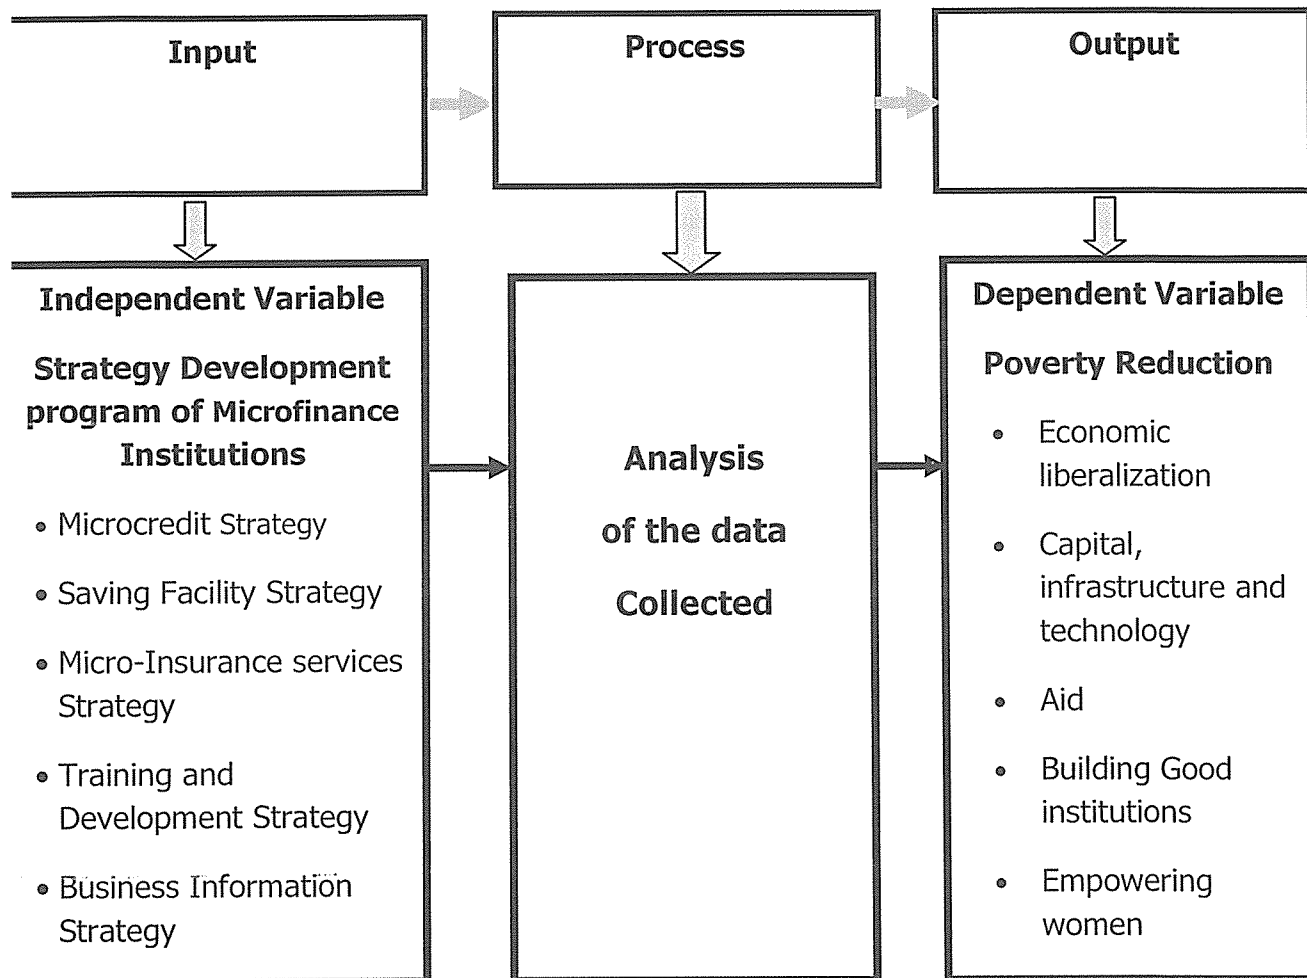 Input
Process
Output
Independent Variable
Strategy Development
program of Microfinance
Institutions
• Microcredit Strategy
• Saving Facility Strategy
• Micro-Insurance services
Strategy
• Training and
Development Strategy
• Business Information
Strategy
Analysis
of the data
Collected
Dependent Variable
Poverty Reduction
• Economic
liberalization
• Capital,
infrastructure and
technology
• Aid
• Building Good
institutions
• Empowering
women